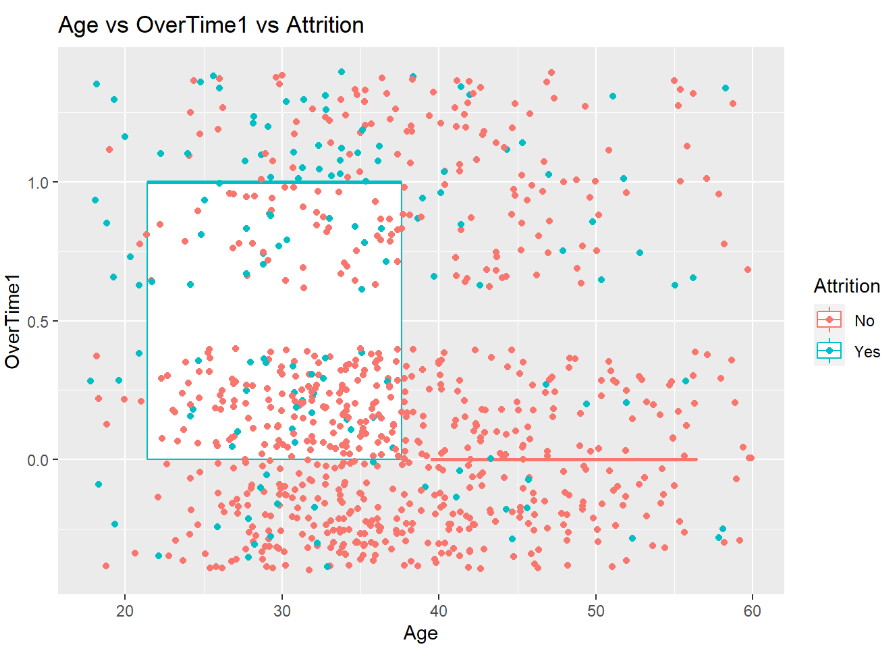 Age vs OverTime1 vs Attrition
OverTime1
1.0
0.5
0.0
20 30 40 50 60
Age
Attrition
No
Yes